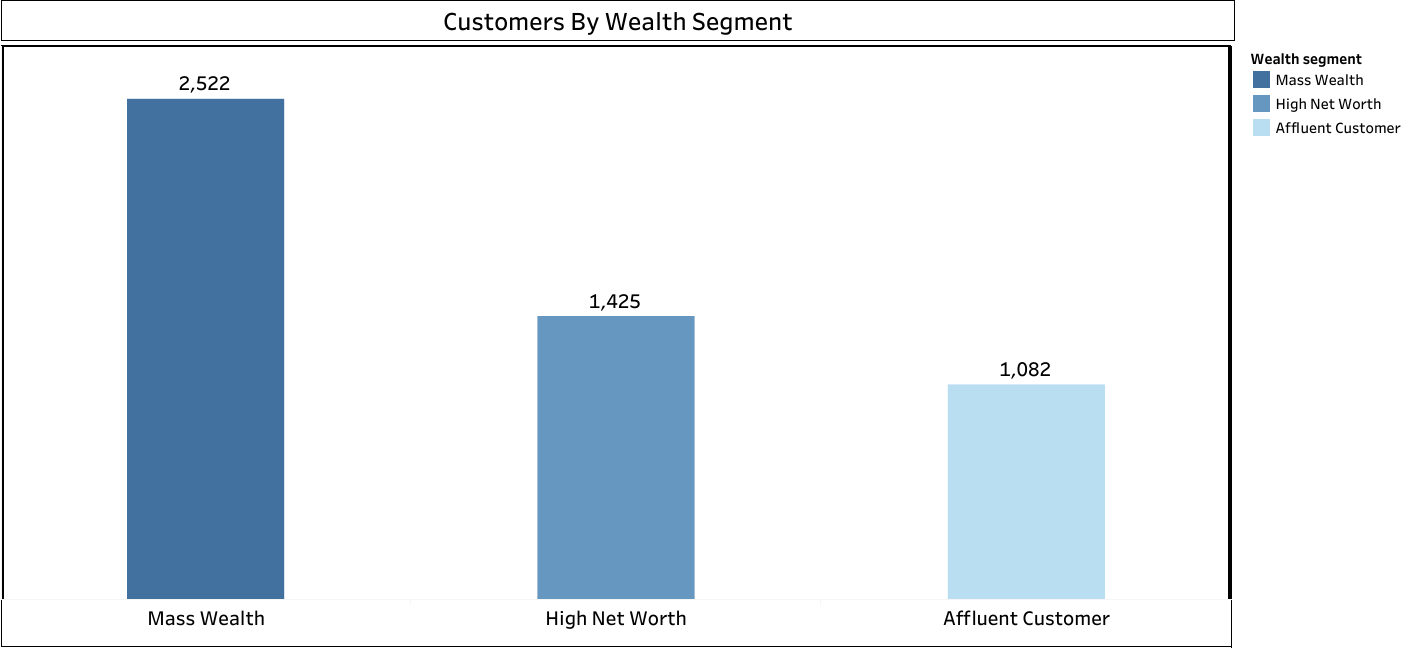 Customers By Wealth Segment
Wealth segment
Mass Wealth
High Net Worth
Affluent Customer
2,522
1,425
1,082
Mass Wealth
High Net Worth
Affluent Customer